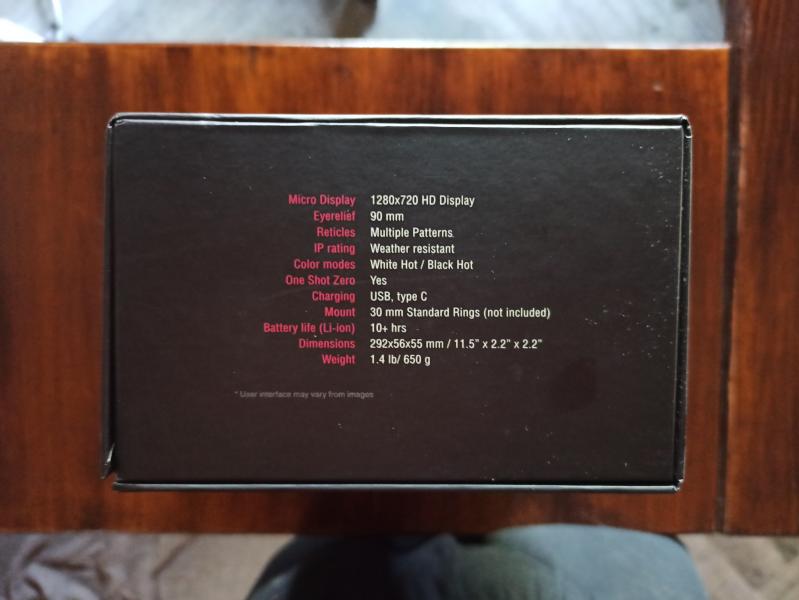 Micro Display 1280x720 HD Display
Eyerelief 90 mm
Reticles Multiple Patterns
IP rating Weather resistant
Color modes White Hot / Black Hot
One Shot Zero Yes
Charging USB, type C
Mount 30 mm Standard Rings (not included)
Battery life (Li-ion) 10+ hrs
Dimensions 292x56x55 mm / 11.5" x 2.2" x 2.2"
Weight 1.4 lb/ 650 g
* User interface may vary from images